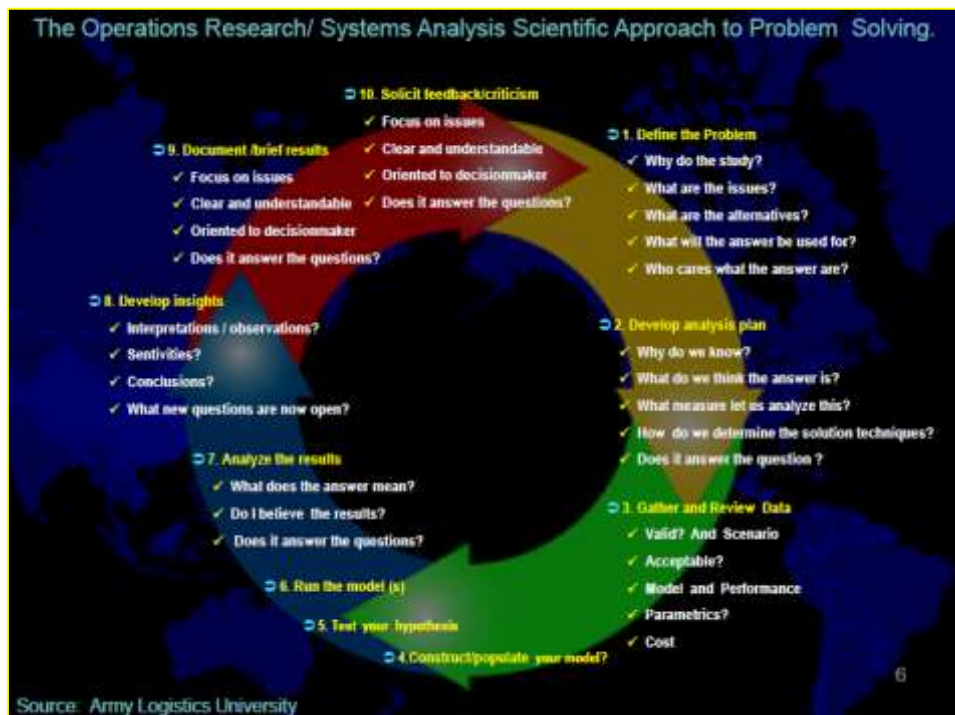 The Operations Research/ Systems Analysis Scientific Approach to Problem Solving.
10. Solicit feedback/criticism
Focus on issues
Clear and understandable
Oriented to decisionmaker
Does it answer the questions?
1. Define the Problem
Why do the study?
What are the issues?
What are the alternatives?
What will the answer be used for?
Who cares what the answer are?
2. Develop analysis plan
Why do we know?
What do we think the answer is?
What measure let us analyze this?
How do we determine the solution techniques?
Does it answer the question ?
3. Gather and Review Data
Valid? And Scenario
Acceptable?
Model and Performance
Parametrics?
Cost
4.Construct/populate your model?
5. Test your hypothesis
6. Run the model (s)
7. Analyze the results
What does the answer mean?
Do I believe the results?
Does it answer the questions?
8. Develop insights
Interpretations / observations?
Sentivities?
Conclusions?
What new questions are now open?
9. Document /brief results
Focus on issues
Clear and understandable
Oriented to decisionmaker
Does it answer the questions?
6
Source: Army Logistics University